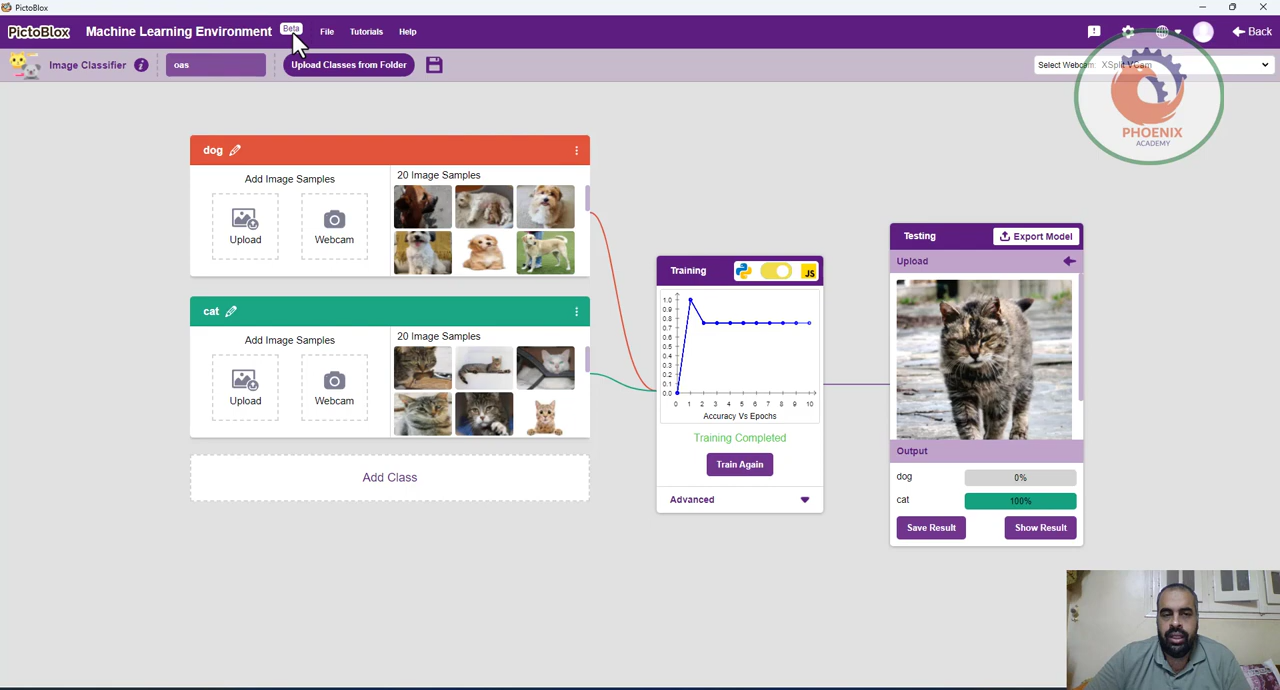 PictoBlox
PictoBlox Machine Learning Environment Beta File Tutorials Help Back
Image Classifier i oas Upload Classes from Folder Select Webcam: XSplit VCam
PHOENIX
ACADEMY
dog
Add Image Samples
Upload Webcam
20 Image Samples
cat
Add Image Samples
Upload Webcam
20 Image Samples
Add Class
Training JS
1.0
0.9
0.8
0.7
0.6
0.5
0.4
0.3
0.2
0.1
0.0
0 1 2 3 4 5 6 7 8 9 10
Accuracy Vs Epochs
Training Completed
Train Again
Advanced
Testing Export Model
Upload
Output
dog 0%
cat 100%
Save Result Show Result